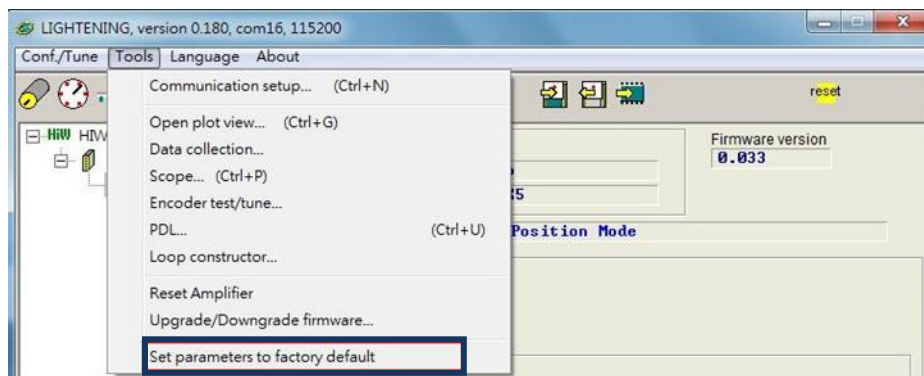 LIGHTENING, version 0.180, com16, 115200
Conf./Tune Tools Language About
Communication setup... (Ctrl+N)
reset
Open plot view... (Ctrl+G)
HiW HIW
Firmware version
Data collection...
0.033
Scope... (Ctrl+P)
Encoder test/tune...
PDL... (Ctrl+U)
Position Mode
Loop constructor...
Reset Amplifier
Upgrade/Downgrade firmware...
Set parameters to factory default